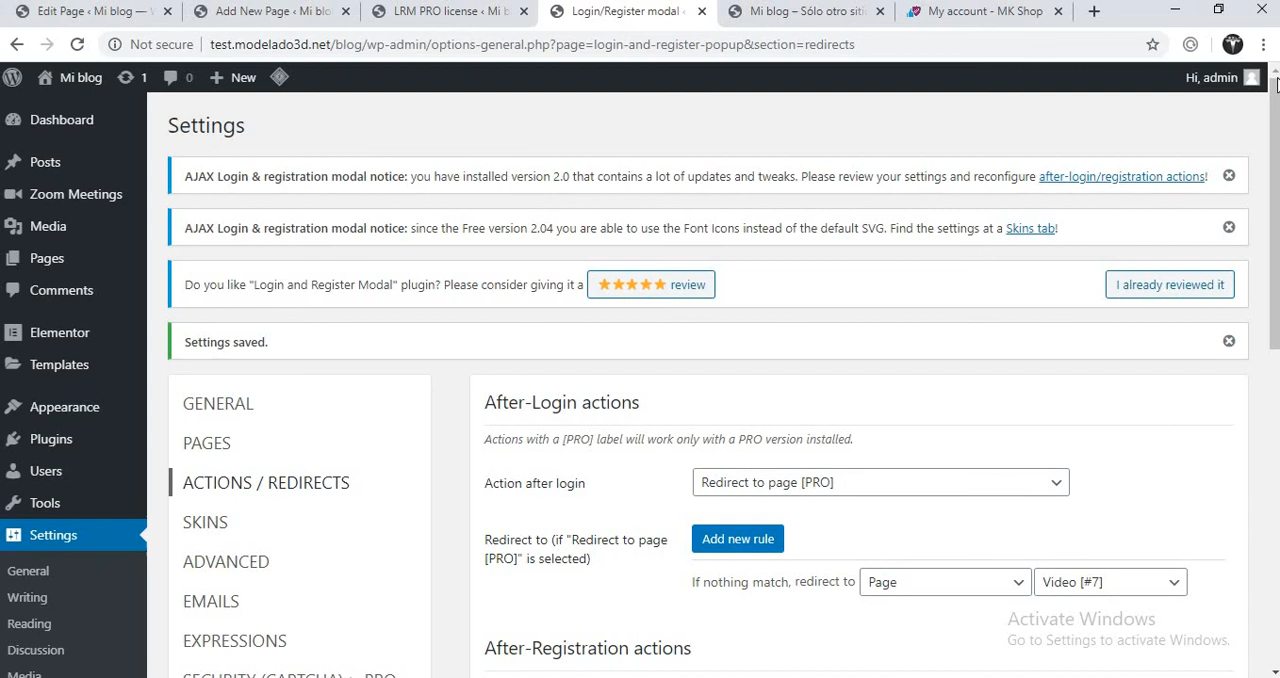 Edit Page ‹ Mi blog —
Add New Page ‹ Mi blo
LRM PRO license ‹ Mi b
Login/Register modal ‹
Mi blog – Sólo otro siti
My account - MK Shop
Not secure
test.modelado3d.net/blog/wp-admin/options-general.php?page=login-and-register-popup&section=redirects
Mi blog
1
0
New
Hi, admin
Dashboard
Posts
Zoom Meetings
Media
Pages
Comments
Elementor
Templates
Appearance
Plugins
Users
Tools
Settings
General
Writing
Reading
Discussion
Media
Settings
AJAX Login & registration modal notice: you have installed version 2.0 that contains a lot of updates and tweaks. Please review your settings and reconfigure after-login/registration actions!
AJAX Login & registration modal notice: since the Free version 2.04 you are able to use the Font Icons instead of the default SVG. Find the settings at a Skins tab!
Do you like "Login and Register Modal" plugin? Please consider giving it a ★★★★★ review
I already reviewed it
Settings saved.
GENERAL
PAGES
ACTIONS / REDIRECTS
SKINS
ADVANCED
EMAILS
EXPRESSIONS
After-Login actions
Actions with a [PRO] label will work only with a PRO version installed.
Action after login
Redirect to page [PRO]
Redirect to (if "Redirect to page
[PRO]" is selected)
Add new rule
If nothing match, redirect to
Page
Video [#7]
After-Registration actions
Activate Windows
Go to Settings to activate Windows.